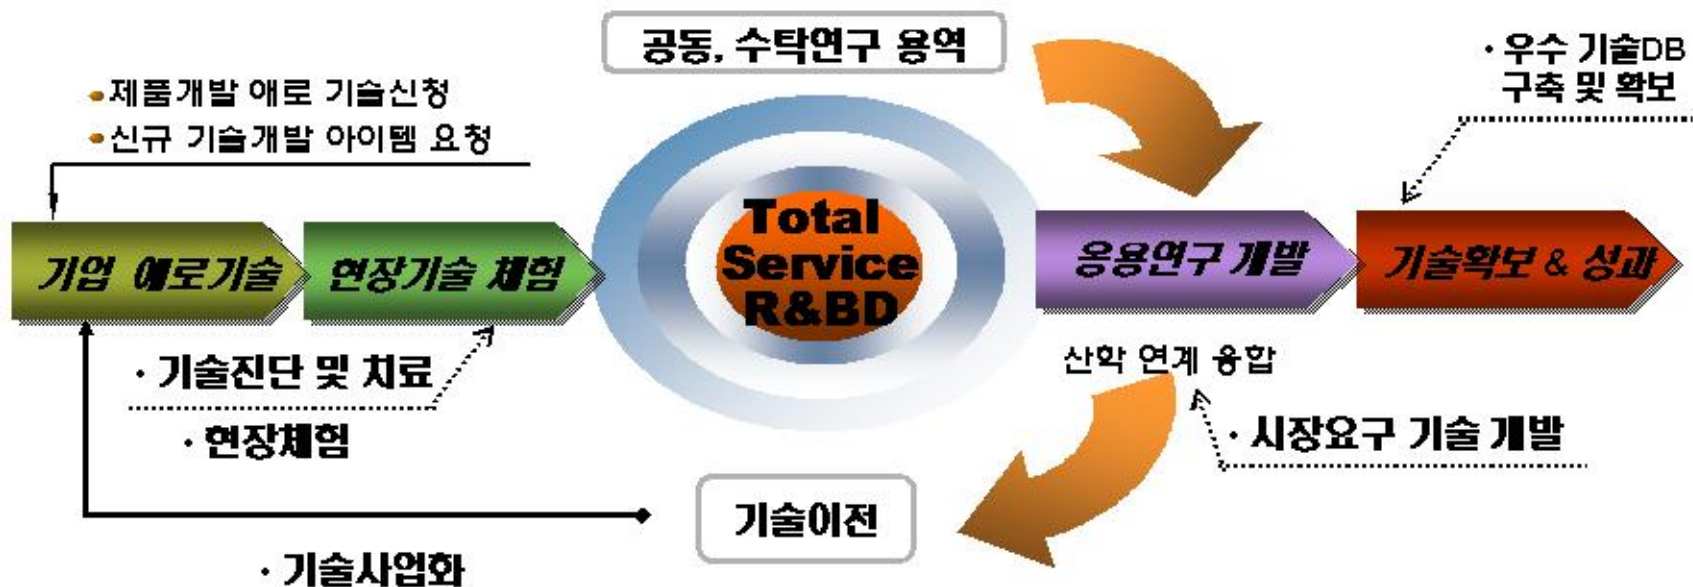 공동, 수탁연구 용역
· 우수 기술DB
구축 및 확보
제품개발 애로 기술신청
신규 기술개발 아이템 요청
기업 애로기술
현장기술 체험
Total
Service
R&BD
응용연구 개발
기술확보 & 성과
· 기술진단 및 치료
· 현장체험
산학 연계 융합
· 시장요구 기술 개발
기술이전
· 기술사업화